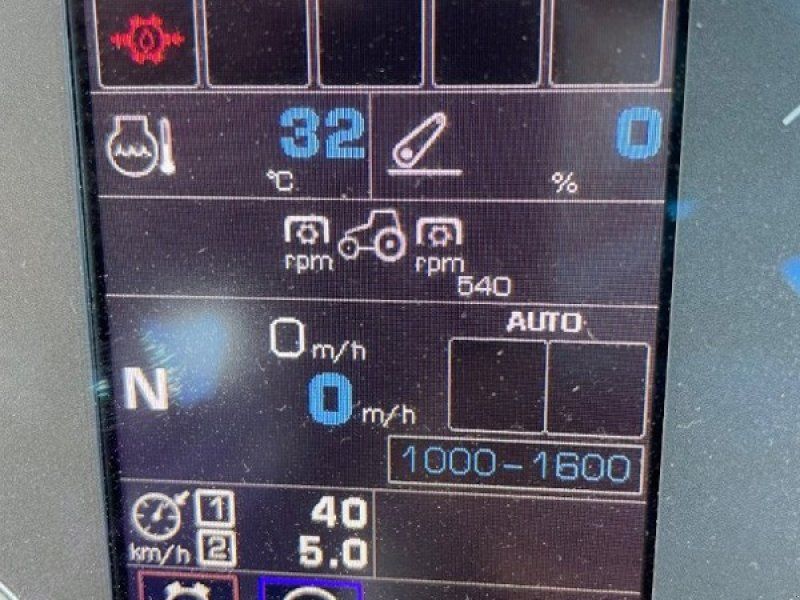 32 0
℃ %
rpm rpm
540
0 m/h AUTO
N
0 m/h
1000-1600
1 40
km/h 2 5.0